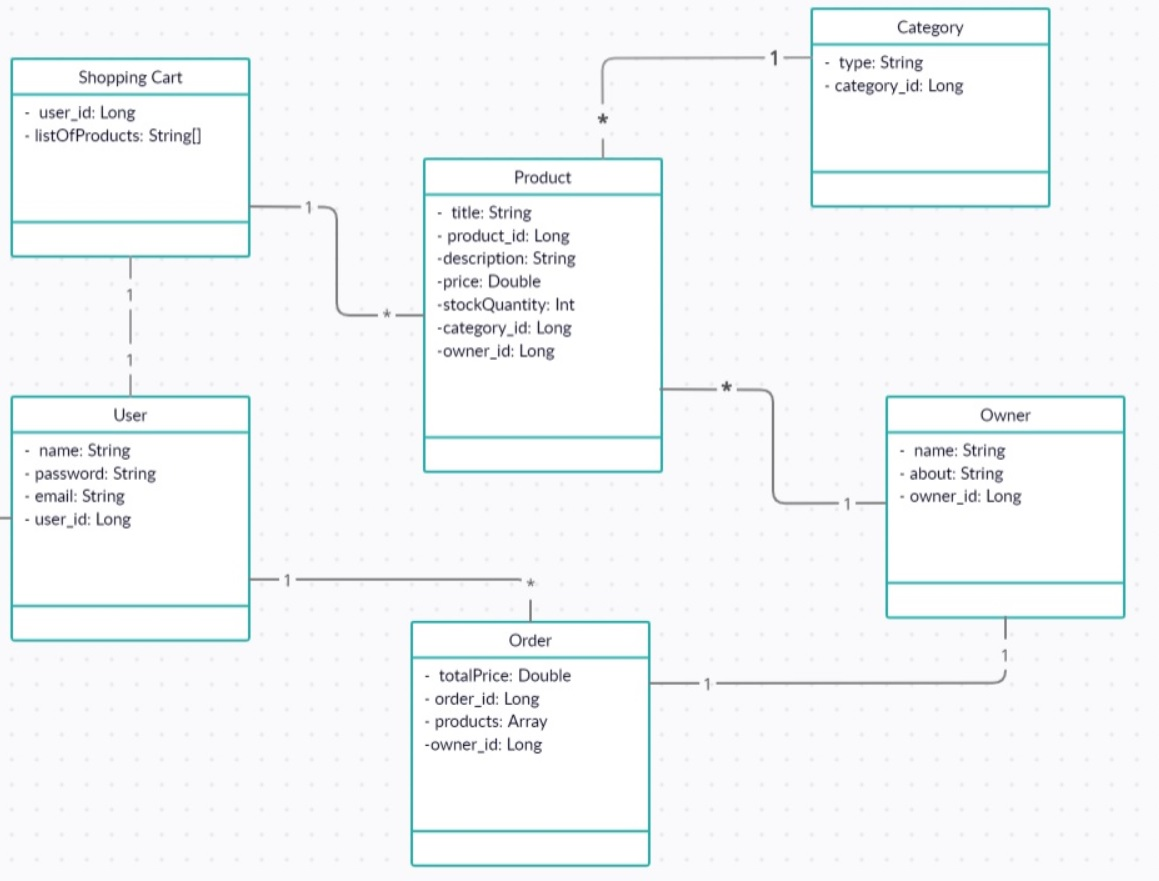 Category
- type: String
- category_id: Long
1
*
Shopping Cart
- user_id: Long
- listOfProducts: String[]
1
*
Product
- title: String
- product_id: Long
-description: String
-price: Double
-stockQuantity: Int
-category_id: Long
-owner_id: Long
1
1
User
- name: String
- password: String
- email: String
- user_id: Long
*
1
Owner
- name: String
- about: String
- owner_id: Long
1
*
Order
- totalPrice: Double
- order_id: Long
- products: Array
-owner_id: Long
1
1